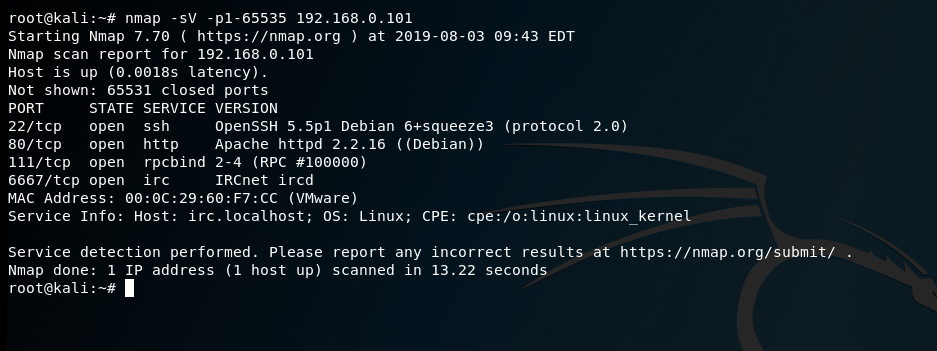 root@kali:~# nmap -sV -p1-65535 192.168.0.101
Starting Nmap 7.70 ( https://nmap.org ) at 2019-08-03 09:43 EDT
Nmap scan report for 192.168.0.101
Host is up (0.0018s latency).
Not shown: 65531 closed ports
PORT     STATE SERVICE VERSION
22/tcp   open  ssh     OpenSSH 5.5p1 Debian 6+squeeze3 (protocol 2.0)
80/tcp   open  http    Apache httpd 2.2.16 ((Debian))
111/tcp  open  rpcbind 2-4 (RPC #100000)
6667/tcp open  irc     IRCnet ircd
MAC Address: 00:0C:29:60:F7:CC (VMware)
Service Info: Host: irc.localhost; OS: Linux; CPE: cpe:/o:linux:linux_kernel
Service detection performed. Please report any incorrect results at https://nmap.org/submit/ .
Nmap done: 1 IP address (1 host up) scanned in 13.22 seconds
root@kali:~#